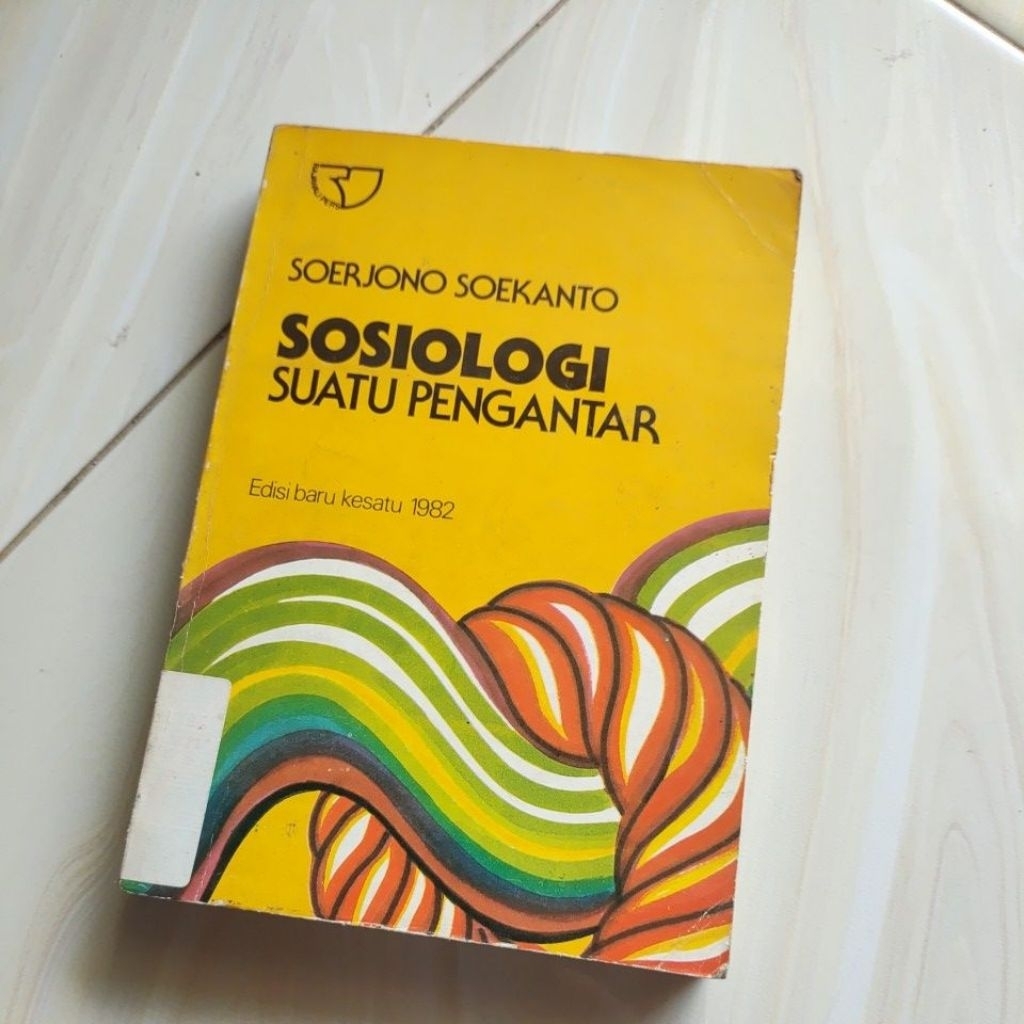 SOERJONO SOEKANTO
SOSIOLOGI
SUATU PENGANTAR
Edisi baru kesatu 1982